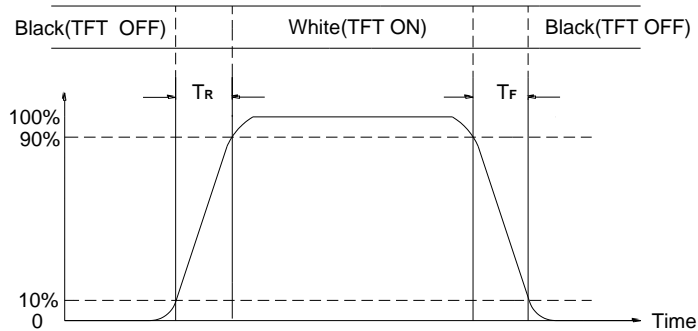 Black(TFT OFF) White(TFT ON) Black(TFT OFF)
TR TF
100%
90%
10%
0
Time